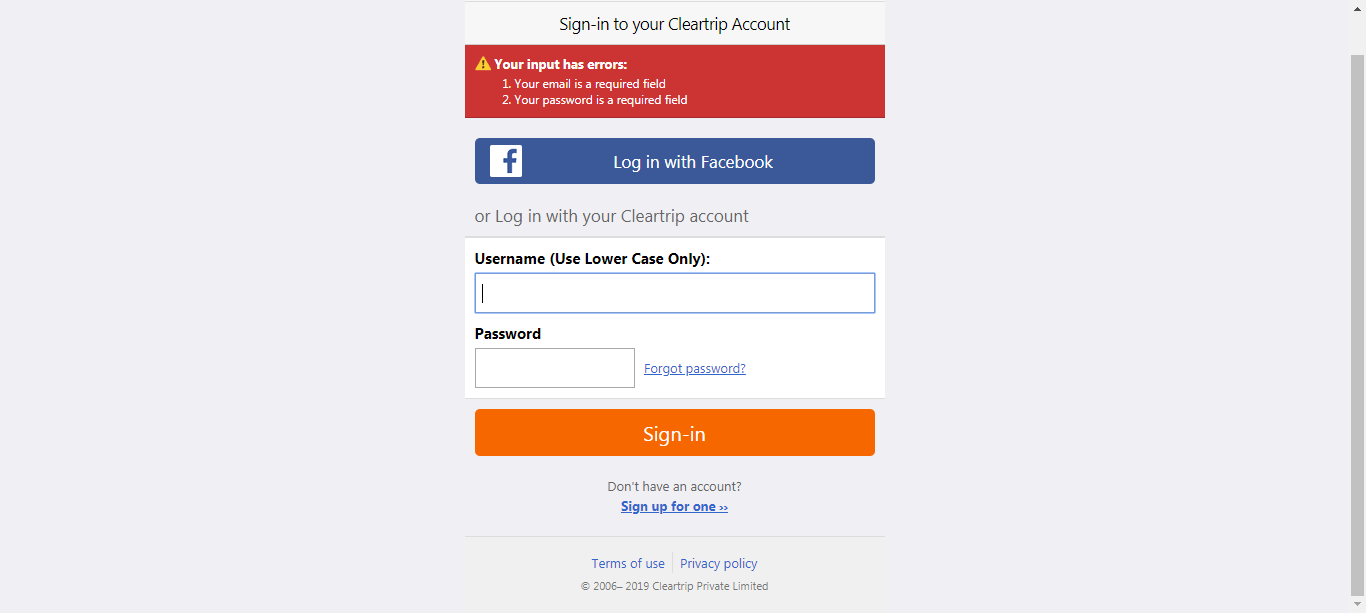 Sign-in to your Cleartrip Account
Your input has errors:
1. Your email is a required field
2. Your password is a required field
Log in with Facebook
or Log in with your Cleartrip account
Username (Use Lower Case Only):
Password
Forgot password?
Sign-in
Don't have an account?
Sign up for one ››
Terms of use Privacy policy
© 2006– 2019 Cleartrip Private Limited